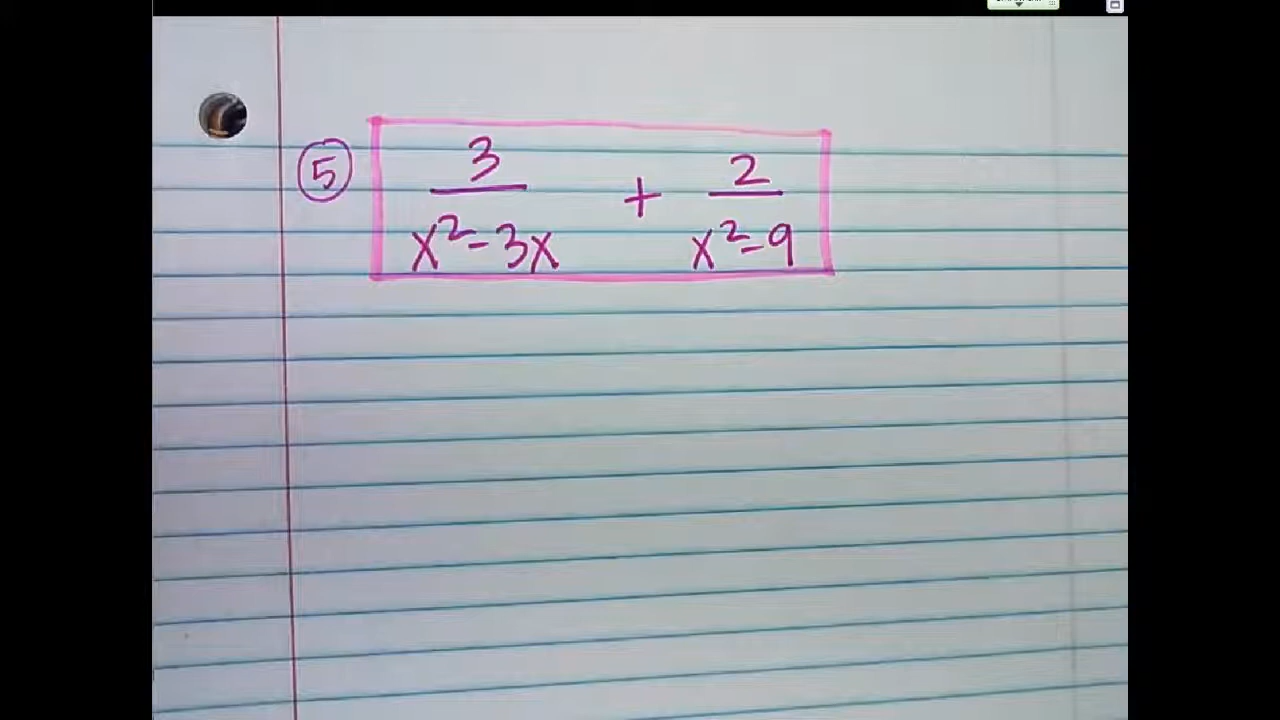 ⑤ 3/(x²-3x) + 2/(x²-9)